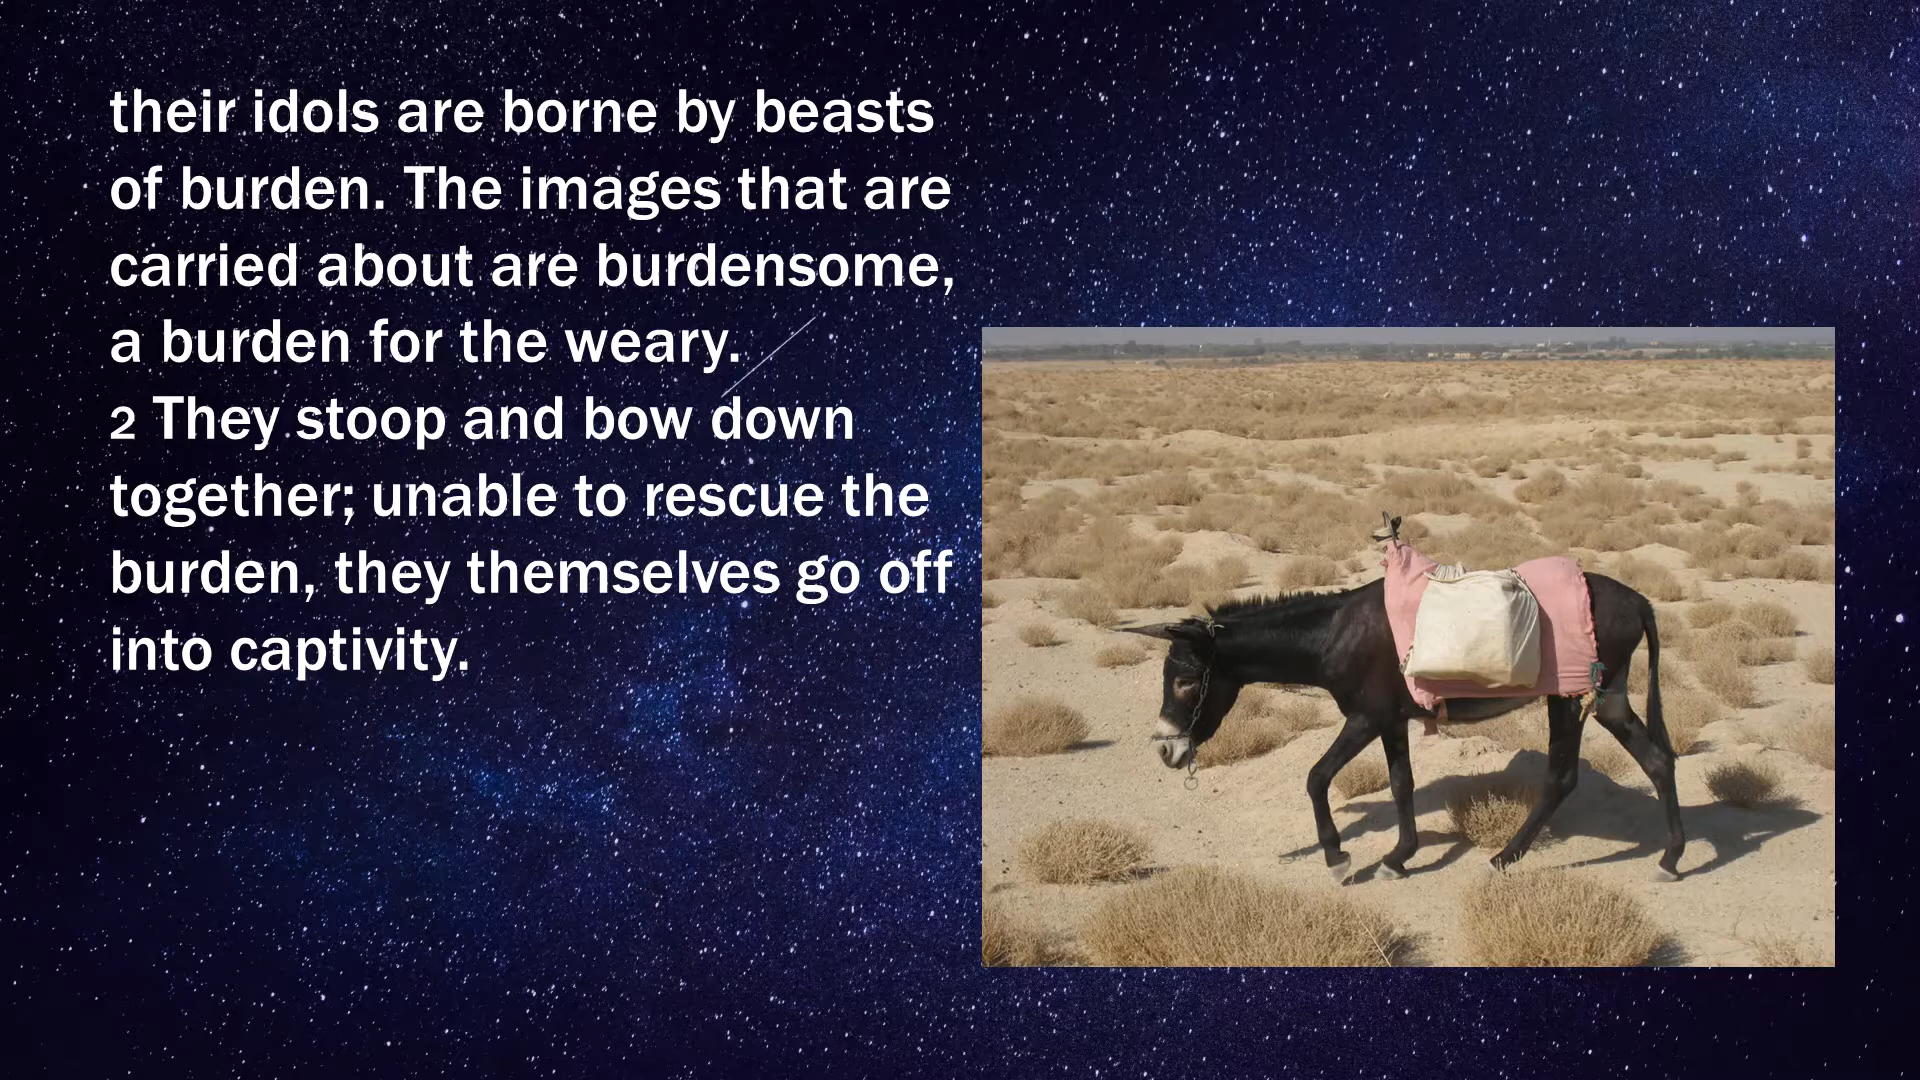 their idols are borne by beasts
of burden. The images that are
carried about are burdensome,
a burden for the weary.
2 They stoop and bow down
together; unable to rescue the
burden, they themselves go off
into captivity.